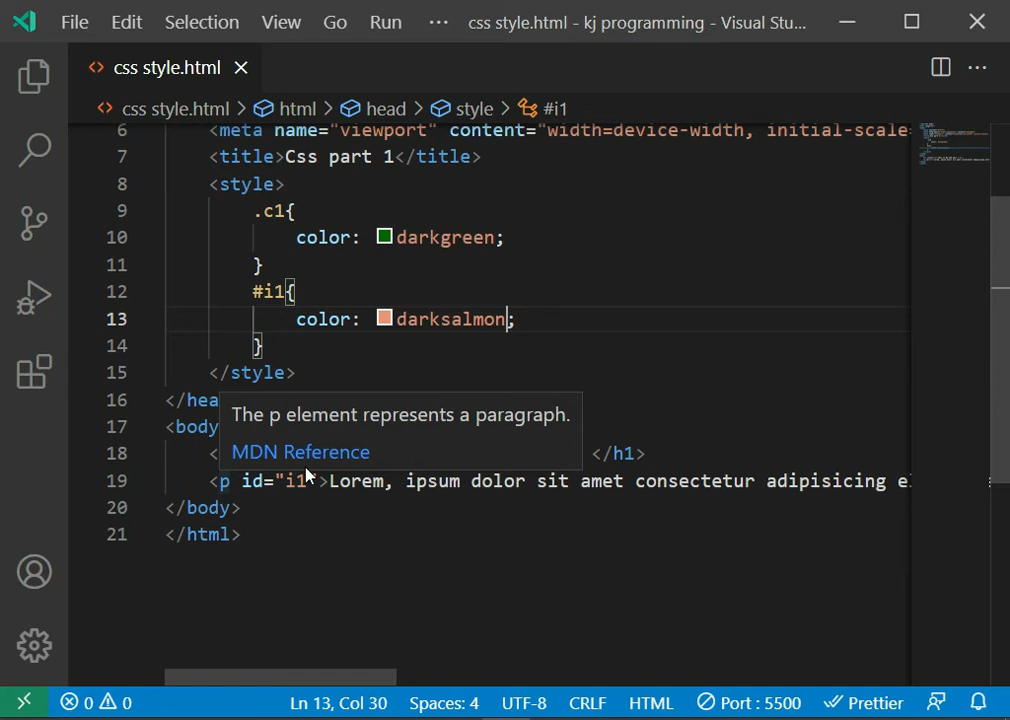 File Edit Selection View Go Run ··· css style.html - kj programming - Visual Stu...
<> css style.html ×
<> css style.html > html > head > style > #i1
6 <meta name="viewport" content="width=device-width, initial-scale
7 <title>Css part 1</title>
8 <style>
9 .c1{
10 color: darkgreen;
11 }
12 #i1{
13 color: darksalmon;
14 }
15 </style>
16 </hea
The p element represents a paragraph.
17 <body
MDN Reference
18 < </h1>
19 <p id="i1">Lorem, ipsum dolor sit amet consectetur adipisicing
20 </body>
21 </html>
0 0 Ln 13, Col 30 Spaces: 4 UTF-8 CRLF HTML Port : 5500 Prettier